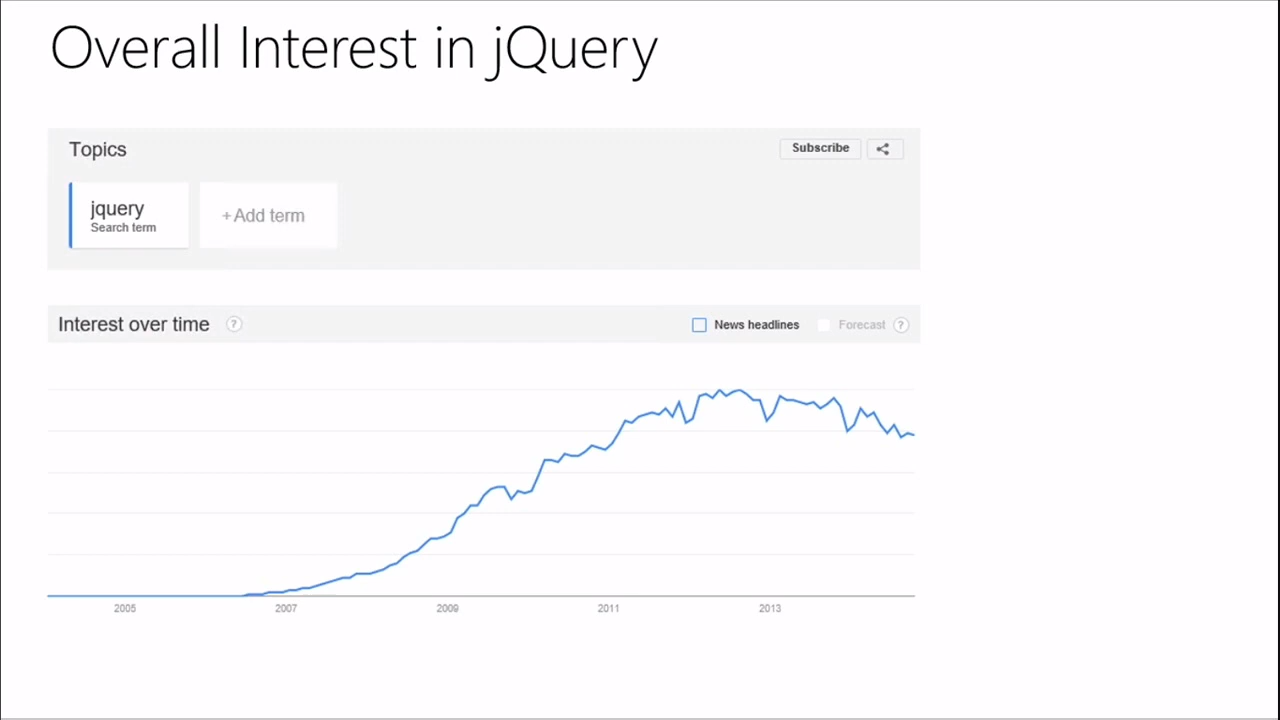 Overall Interest in jQuery
Topics
Subscribe
jquery
Search term
+Add term
Interest over time ?
News headlines
Forecast ?
2005 2007 2009 2011 2013